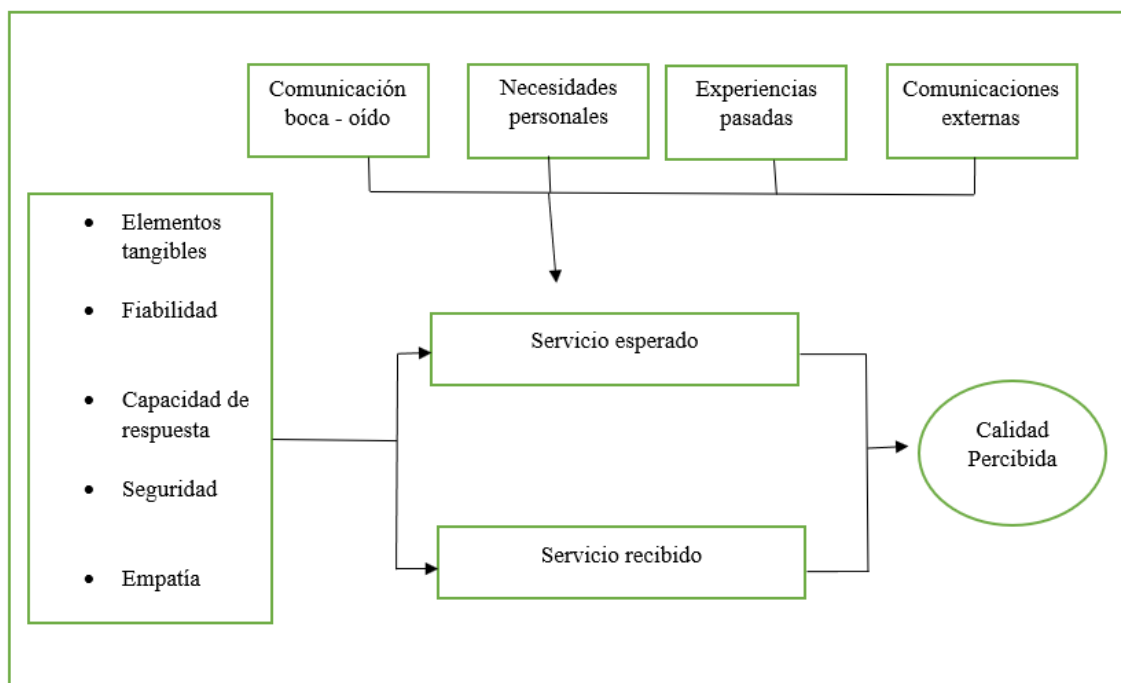 Comunicación
boca - oído
Necesidades
personales
Experiencias
pasadas
Comunicaciones
externas
• Elementos
tangibles
• Fiabilidad
• Capacidad de
respuesta
• Seguridad
• Empatía
Servicio esperado
Servicio recibido
Calidad
Percibida